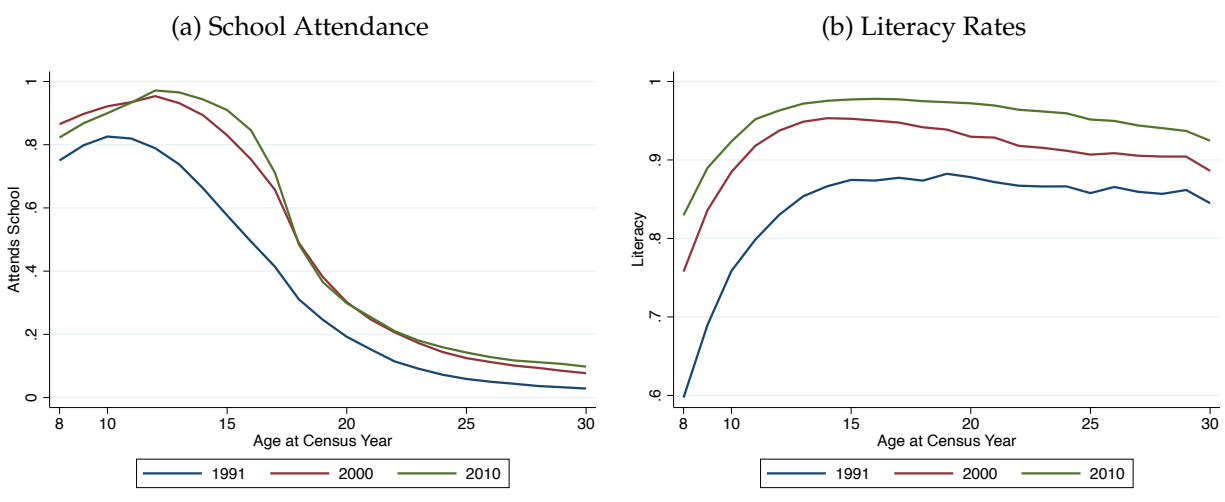 (a) School Attendance
Attends School
1
.8
.6
.4
.2
0
8 10 15 20 25 30
Age at Census Year
1991 2000 2010
(b) Literacy Rates
Literacy
1
.9
.8
.7
.6
8 10 15 20 25 30
Age at Census Year
1991 2000 2010